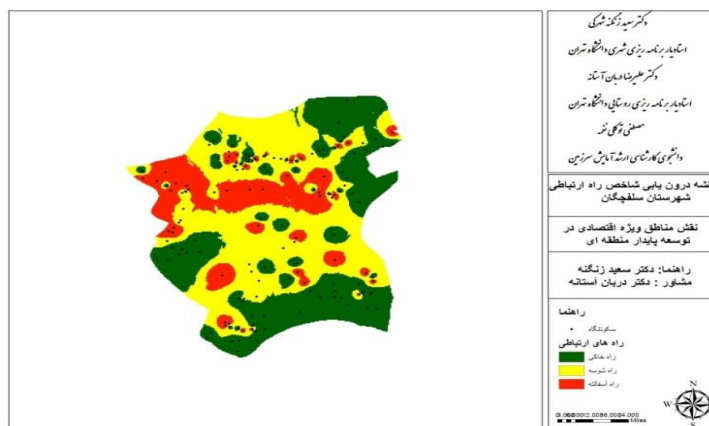 دکتر سعید زنگنه شهرکی
استادیار برنامه ریزی شهری دانشگاه تهران
دکتر علیرضا دربان آستانه
استادیار برنامه ریزی روستایی دانشگاه تهران
مصطفی توکلی نغمه
دانشجوی کارشناسی ارشد آمایش سرزمین
نقشه درون یابی شاخص راه ارتباطی
شهرستان سلفچگان
نقش مناطق ویژه اقتصادی در
توسعه پایدار منطقه ای
راهنما: دکتر سعید زنگنه
مشاور : دکتر دربان آستانه
راهنما
سکونتگاه
راه های ارتباطی
راه خاکی
راه شوسه
راه آسفالته
N
W
E
S
Miles